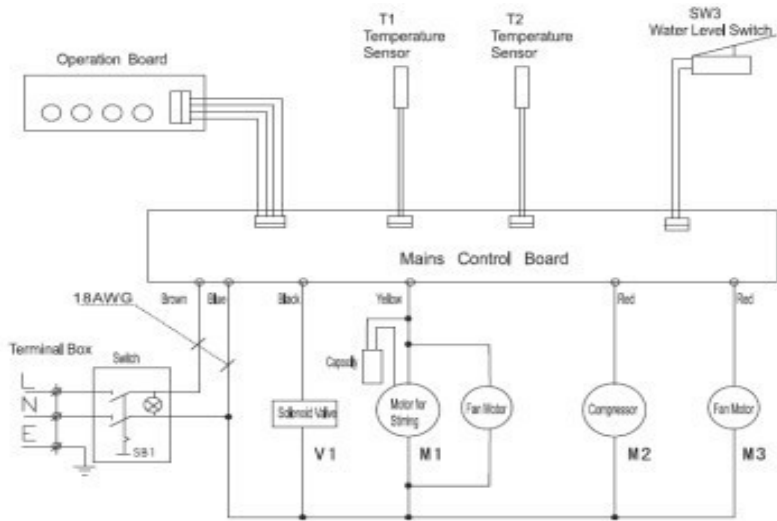 SW3
Water Level Switch
T1
Temperature
Sensor
T2
Temperature
Sensor
Operation Board
Mains Control Board
Brown
Blue
Black
Yellow
Red
Red
18AWG
Terminal Box
Switch
L
N
E
SB1
Capacity
Solenoid Valve
Motor for
Stirring
Fan Motor
Compressor
Fan Motor
V1
M1
M2
M3